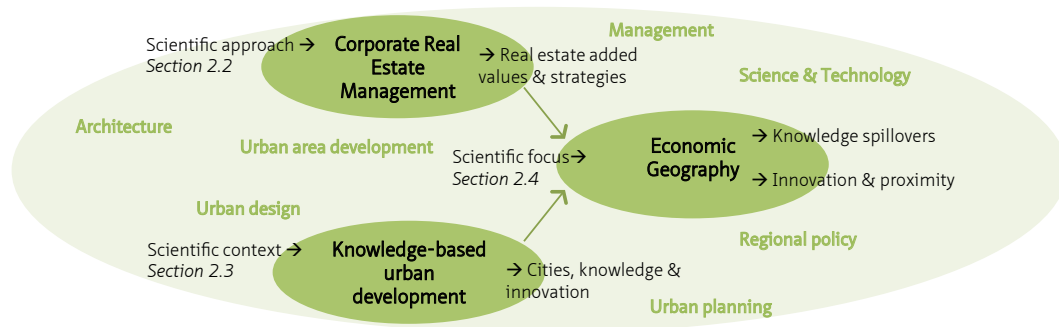 Management
Scientific approach →
Section 2.2
Corporate Real
Estate
Management
→ Real estate added
values & strategies
Science & Technology
Architecture
Urban area development
Scientific focus→
Section 2.4
Economic
Geography
→ Knowledge spillovers
→ Innovation & proximity
Urban design
Scientific context →
Section 2.3
Knowledge-based
urban
development
→ Cities, knowledge &
innovation
Regional policy
Urban planning